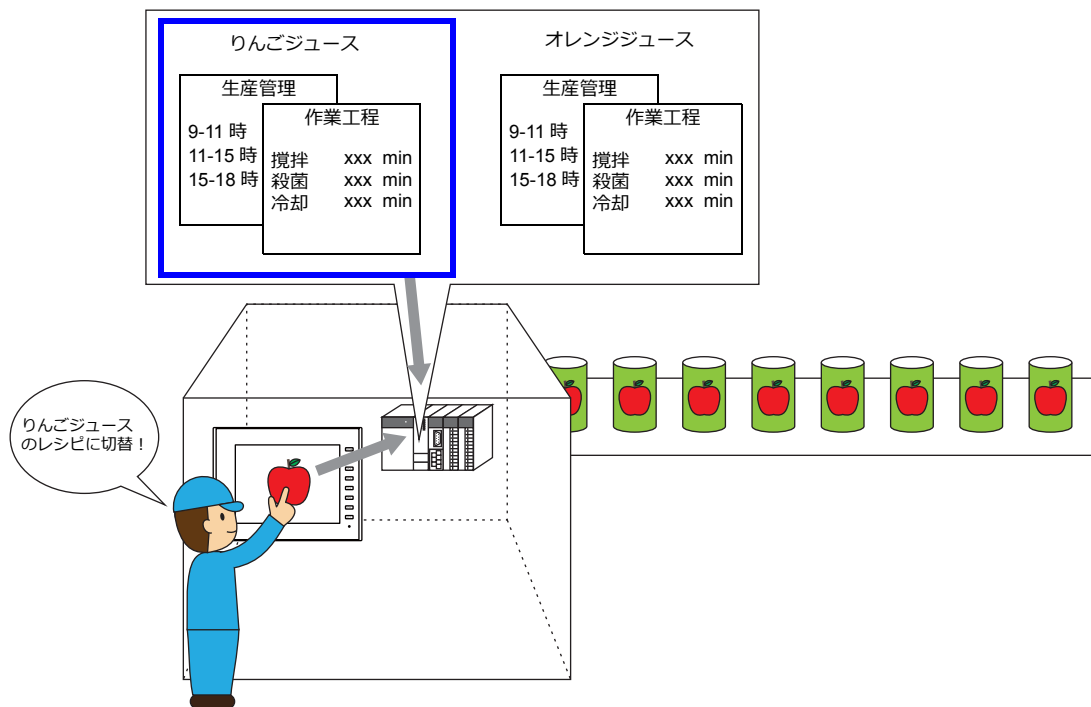 りんごジュース
生産管理
9-11 時
11-15 時
15-18 時
作業工程
攪拌 xxx min
殺菌 xxx min
冷却 xxx min
オレンジジュース
生産管理
9-11 時
11-15 時
15-18 時
作業工程
攪拌 xxx min
殺菌 xxx min
冷却 xxx min
りんごジュース
のレシピに切替！